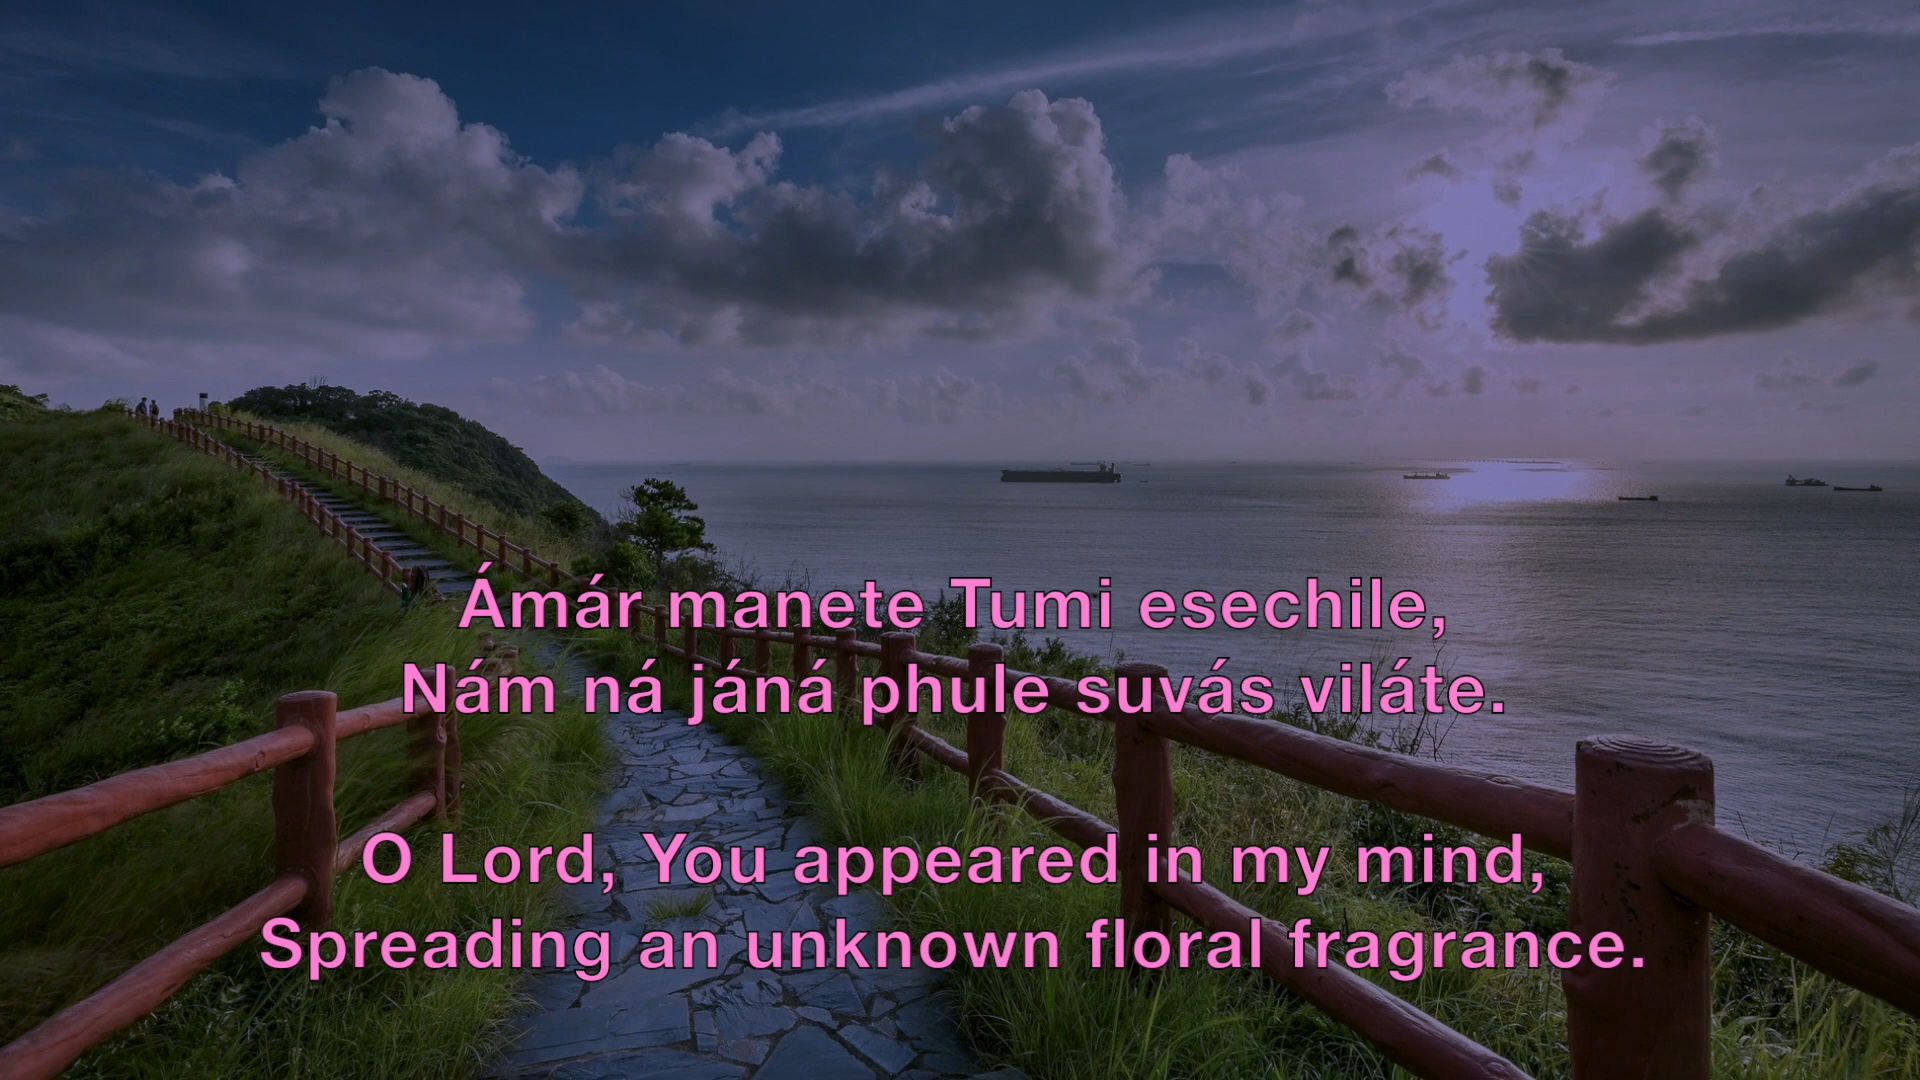 Ámár manete Tumi esechile,
Nám ná jáná phule suvás viláte.
O Lord, You appeared in my mind,
Spreading an unknown floral fragrance.